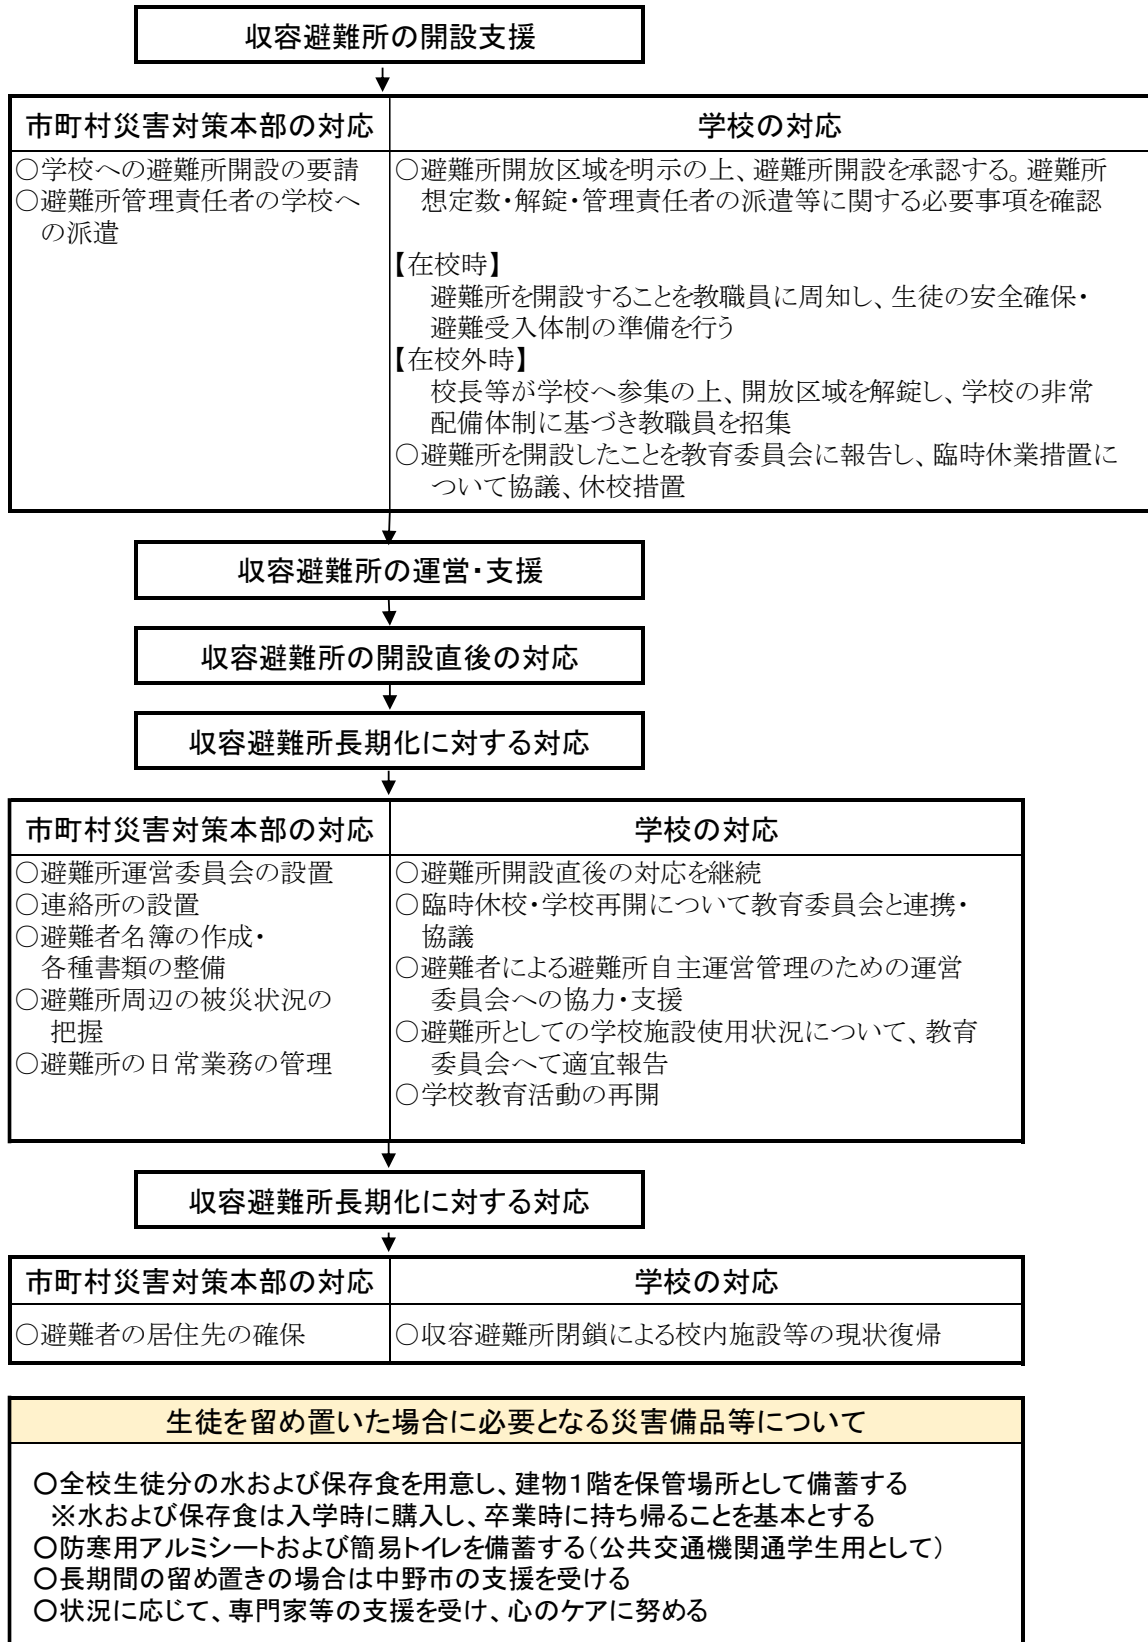 収容避難所の開設支援
市町村災害対策本部の対応
学校の対応
○学校への避難所開設の要請
○避難所管理責任者の学校へ
の派遣
○避難所開放区域を明示の上、避難所開設を承認する。避難所
想定数・解錠・管理責任者の派遣等に関する必要事項を確認
【在校時】
避難所を開設することを教職員に周知し、生徒の安全確保・
避難受入体制の準備を行う
【在校外時】
校長等が学校へ参集の上、開放区域を解錠し、学校の非常
配備体制に基づき教職員を招集
○避難所を開設したことを教育委員会に報告し、臨時休業措置に
ついて協議、休校措置
収容避難所の運営・支援
収容避難所の開設直後の対応
収容避難所長期化に対する対応
市町村災害対策本部の対応
学校の対応
○避難所運営委員会の設置
○連絡所の設置
○避難者名簿の作成・
各種書類の整備
○避難所周辺の被災状況の
把握
○避難所の日常業務の管理
○避難所開設直後の対応を継続
○臨時休校・学校再開について教育委員会と連携・
協議
○避難者による避難所自主運営管理のための運営
委員会への協力・支援
○避難所としての学校施設使用状況について、教育
委員会へて適宜報告
○学校教育活動の再開
収容避難所長期化に対する対応
市町村災害対策本部の対応
学校の対応
○避難者の居住先の確保
○収容避難所閉鎖による校内施設等の現状復帰
生徒を留め置いた場合に必要となる災害備品等について
○全校生徒分の水および保存食を用意し、建物１階を保管場所として備蓄する
※水および保存食は入学時に購入し、卒業時に持ち帰ることを基本とする
○防寒用アルミシートおよび簡易トイレを備蓄する（公共交通機関通学生用として）
○長期間の留め置きの場合は中野市の支援を受ける
○状況に応じて、専門家等の支援を受け、心のケアに努める